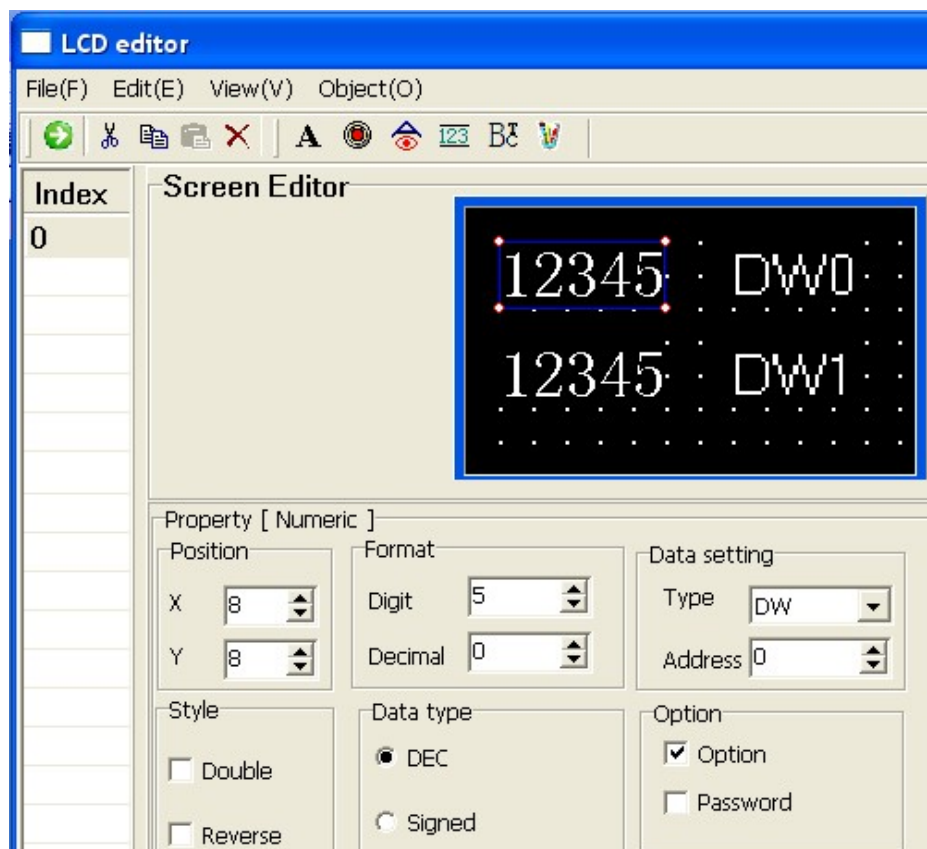 LCD editor
File(F) Edit(E) View(V) Object(O)
A 123
Index
0
Screen Editor
12345 DW0
12345 DW1
Property [ Numeric ]
Position
X 8
Y 8
Format
Digit 5
Decimal 0
Data setting
Type DW
Address 0
Style
Double
Reverse
Data type
DEC
Signed
Option
Option
Password